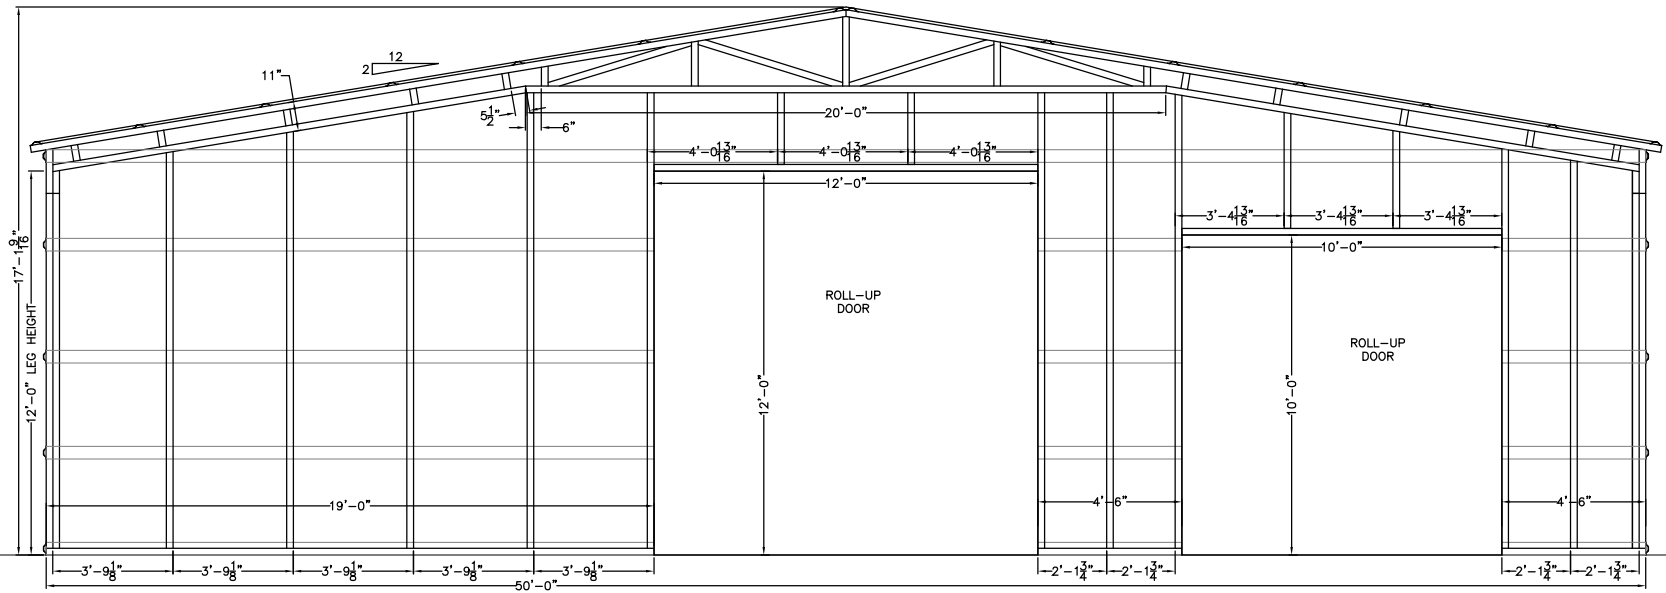 12
2
11"
5 1/2"
6"
20'-0"
4'-0 13/16" 4'-0 13/16" 4'-0 13/16"
12'-0"
3'-4 13/16" 3'-4 13/16" 3'-4 13/16"
10'-0"
17'-1 9/16"
12'-0" LEG HEIGHT
ROLL-UP
DOOR
12'-0"
ROLL-UP
DOOR
10'-0"
19'-0"
4'-6"
4'-6"
3'-9 1/8" 3'-9 1/8" 3'-9 1/8" 3'-9 1/8" 3'-9 1/8" 2'-1 3/4" 2'-1 3/4" 2'-1 3/4" 2'-1 3/4"
50'-0"